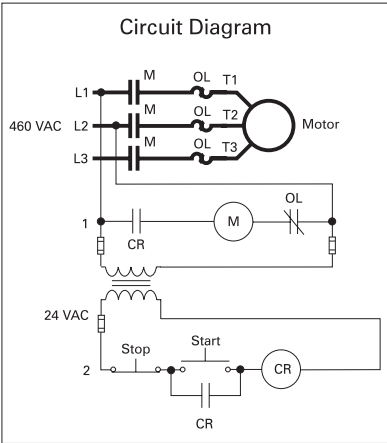 Circuit Diagram
M OL T1
L1
M OL T2
460 VAC L2 Motor
M OL T3
L3
OL
1 M
CR
24 VAC
Stop Start
2 CR
CR